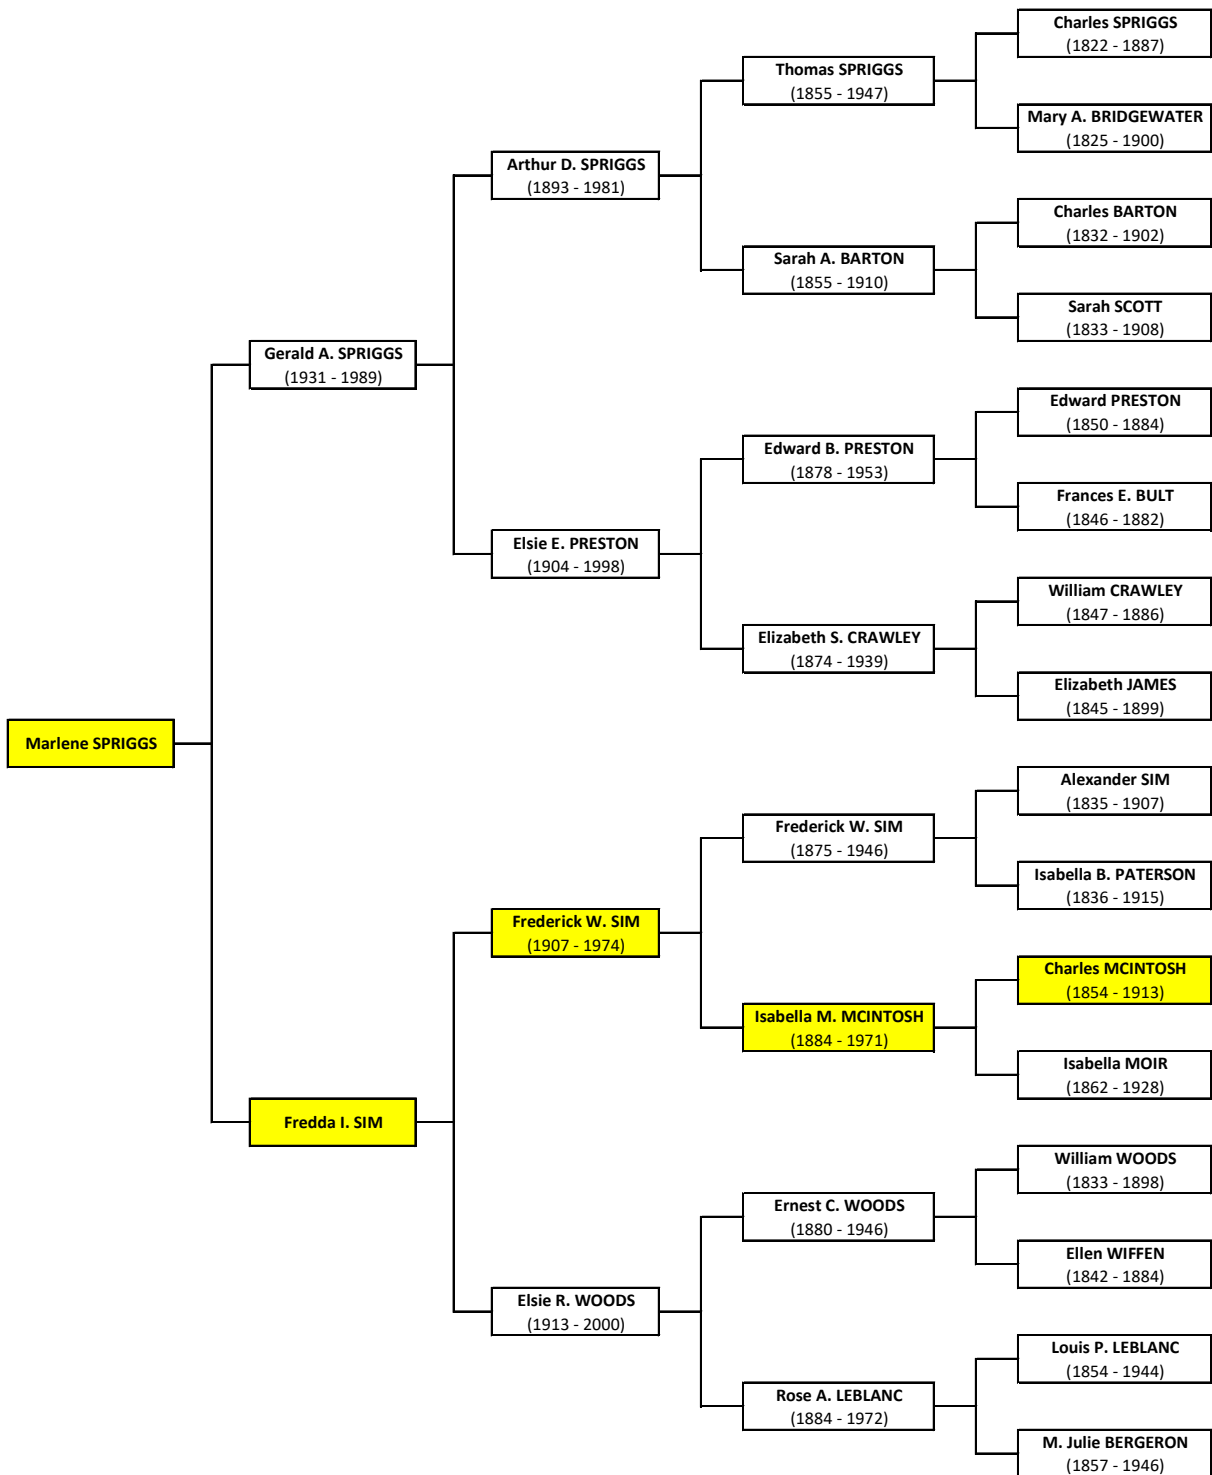 Charles SPRIGGS
(1822 - 1887)
Thomas SPRIGGS
(1855 - 1947)
Mary A. BRIDGEWATER
(1825 - 1900)
Arthur D. SPRIGGS
(1893 - 1981)
Charles BARTON
(1832 - 1902)
Sarah A. BARTON
(1855 - 1910)
Sarah SCOTT
(1833 - 1908)
Gerald A. SPRIGGS
(1931 - 1989)
Edward PRESTON
(1850 - 1884)
Edward B. PRESTON
(1878 - 1953)
Frances E. BULT
(1846 - 1882)
Elsie E. PRESTON
(1904 - 1998)
William CRAWLEY
(1847 - 1886)
Elizabeth S. CRAWLEY
(1874 - 1939)
Elizabeth JAMES
(1845 - 1899)
Marlene SPRIGGS
Alexander SIM
(1835 - 1907)
Frederick W. SIM
(1875 - 1946)
Isabella B. PATERSON
(1836 - 1915)
Frederick W. SIM
(1907 - 1974)
Charles MCINTOSH
(1854 - 1913)
Isabella M. MCINTOSH
(1884 - 1971)
Isabella MOIR
(1862 - 1928)
Fredda I. SIM
William WOODS
(1833 - 1898)
Ernest C. WOODS
(1880 - 1946)
Ellen WIFFEN
(1842 - 1884)
Elsie R. WOODS
(1913 - 2000)
Louis P. LEBLANC
(1854 - 1944)
Rose A. LEBLANC
(1884 - 1972)
M. Julie BERGERON
(1857 - 1946)